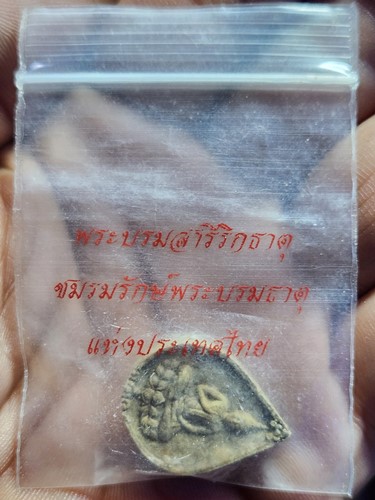 พระบรมสารีริกธาตุ
ชมรมรักษ์พระบรมธาตุ
แห่งประเทศไทย